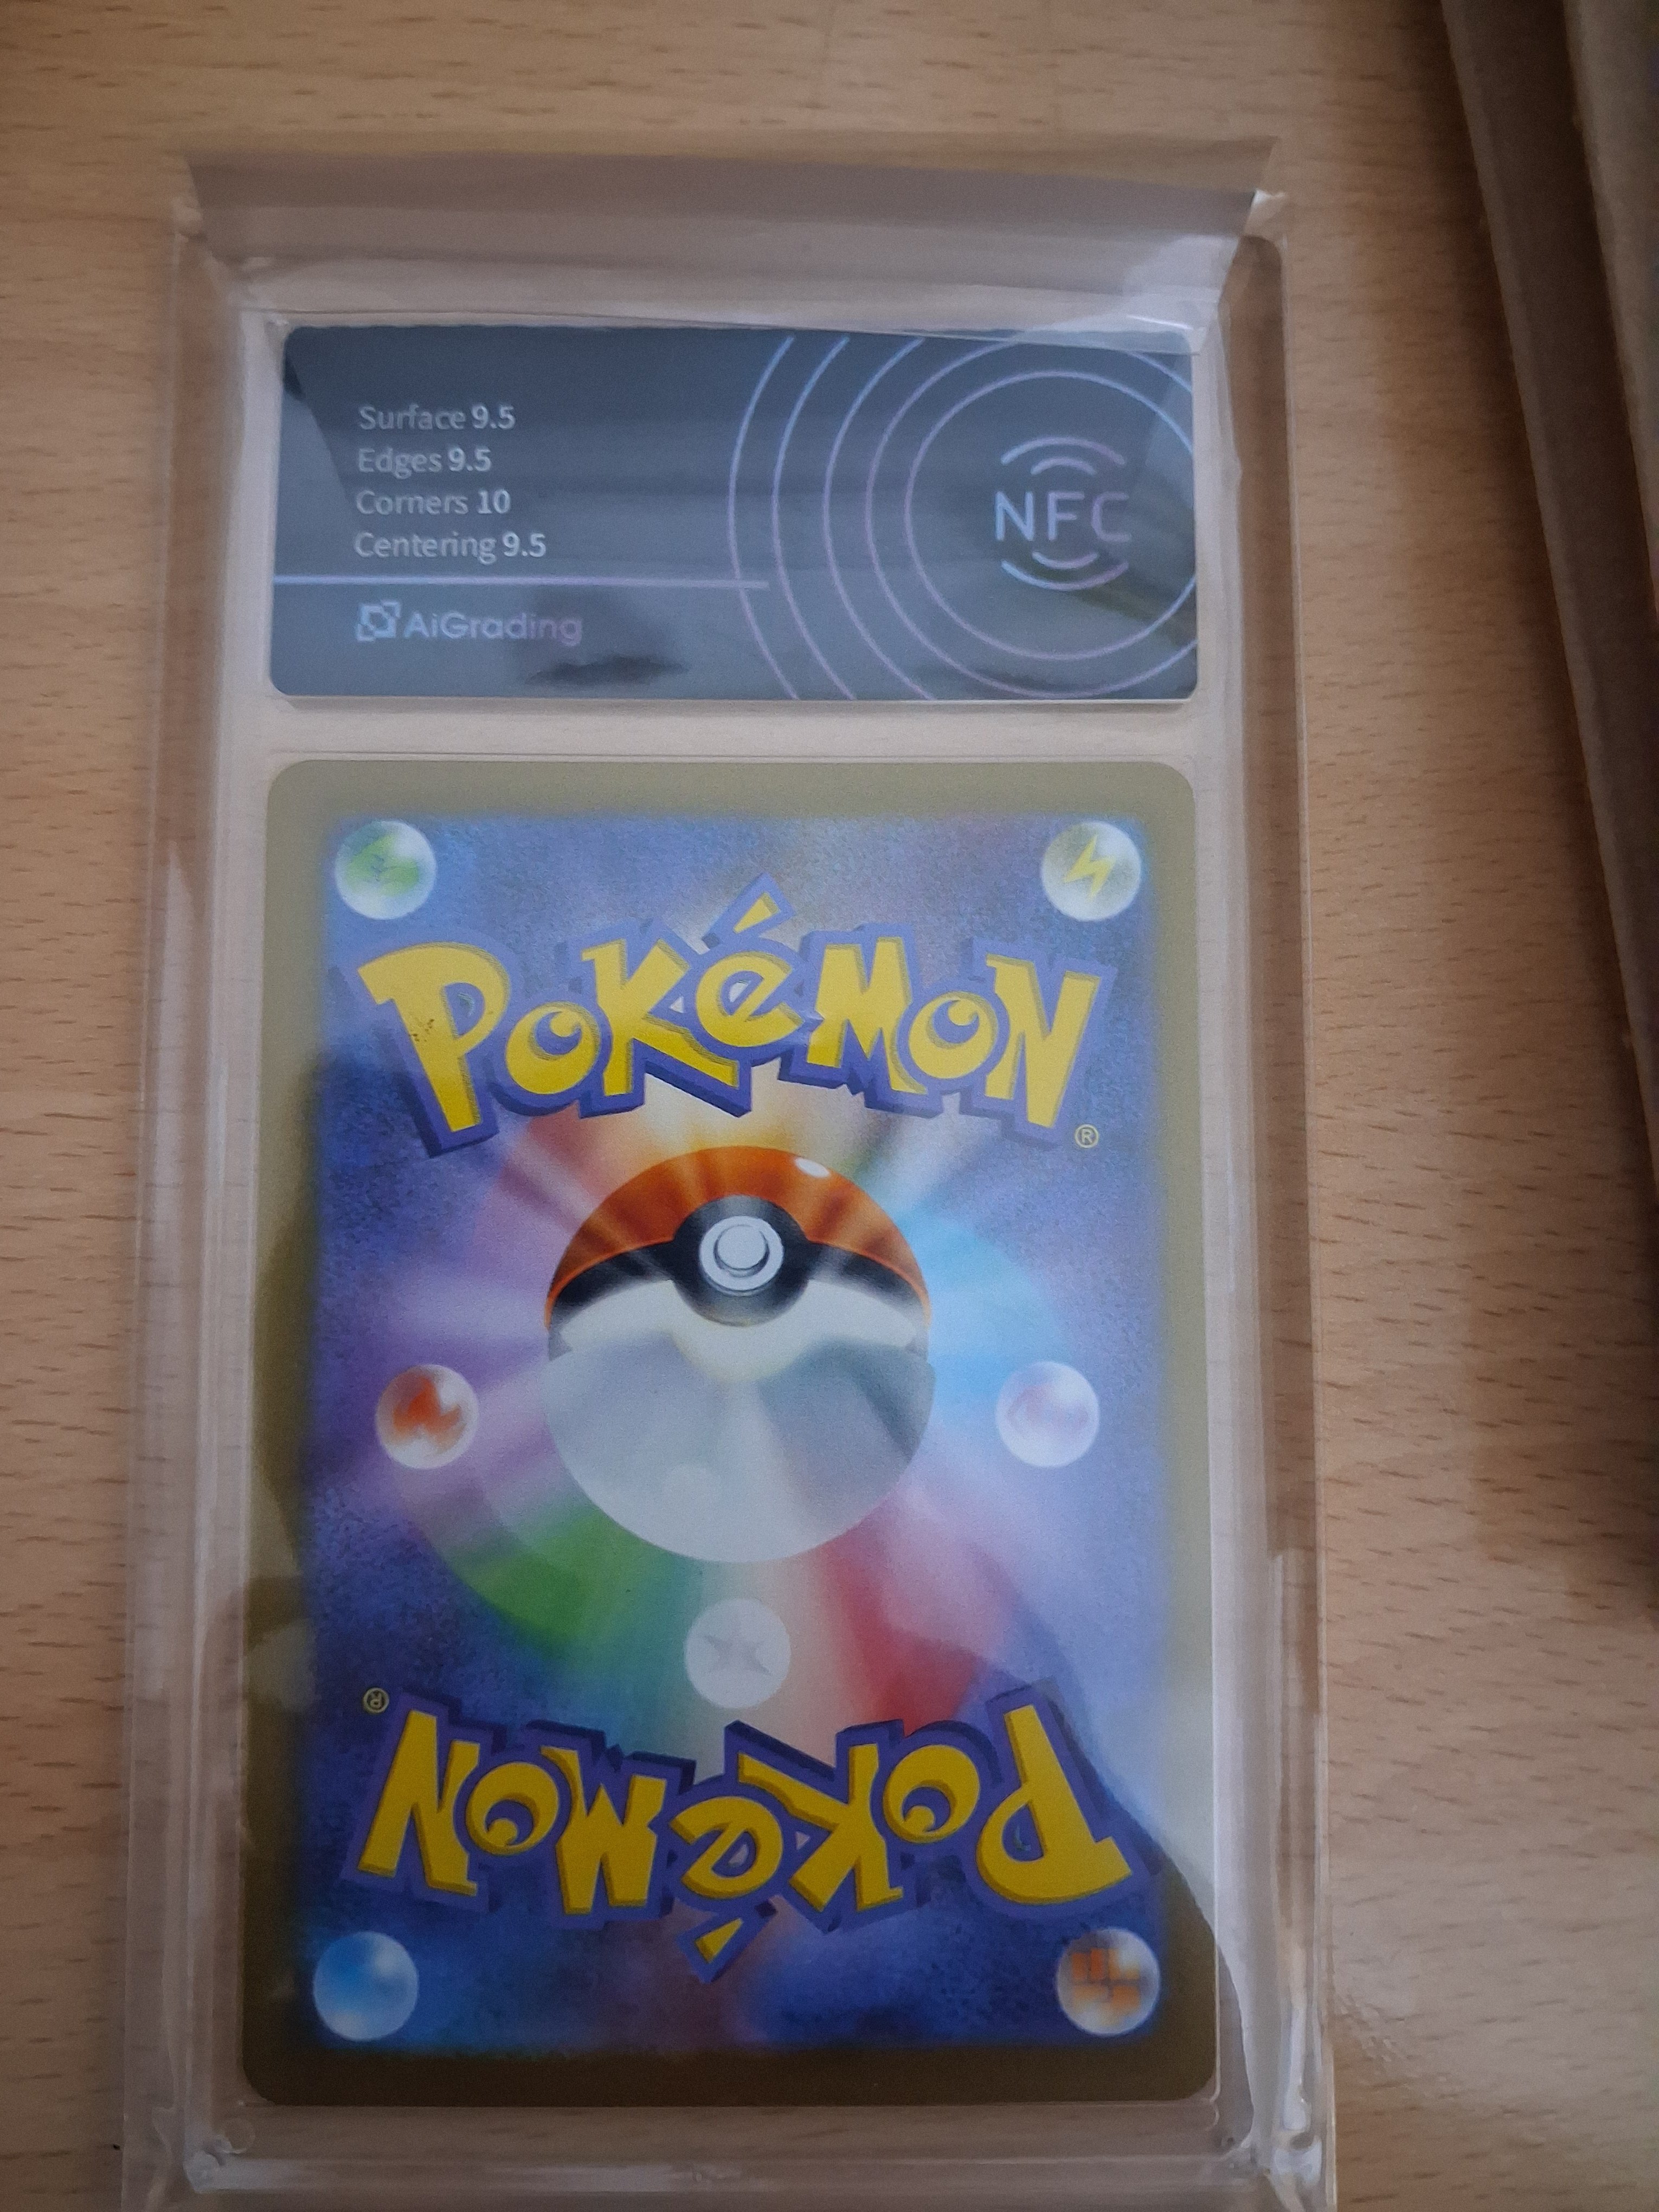 Surface 9.5
Edges 9.5
Corners 10
Centering 9.5
NFC
AiGrading
POKéMON
®
®
POKéMON